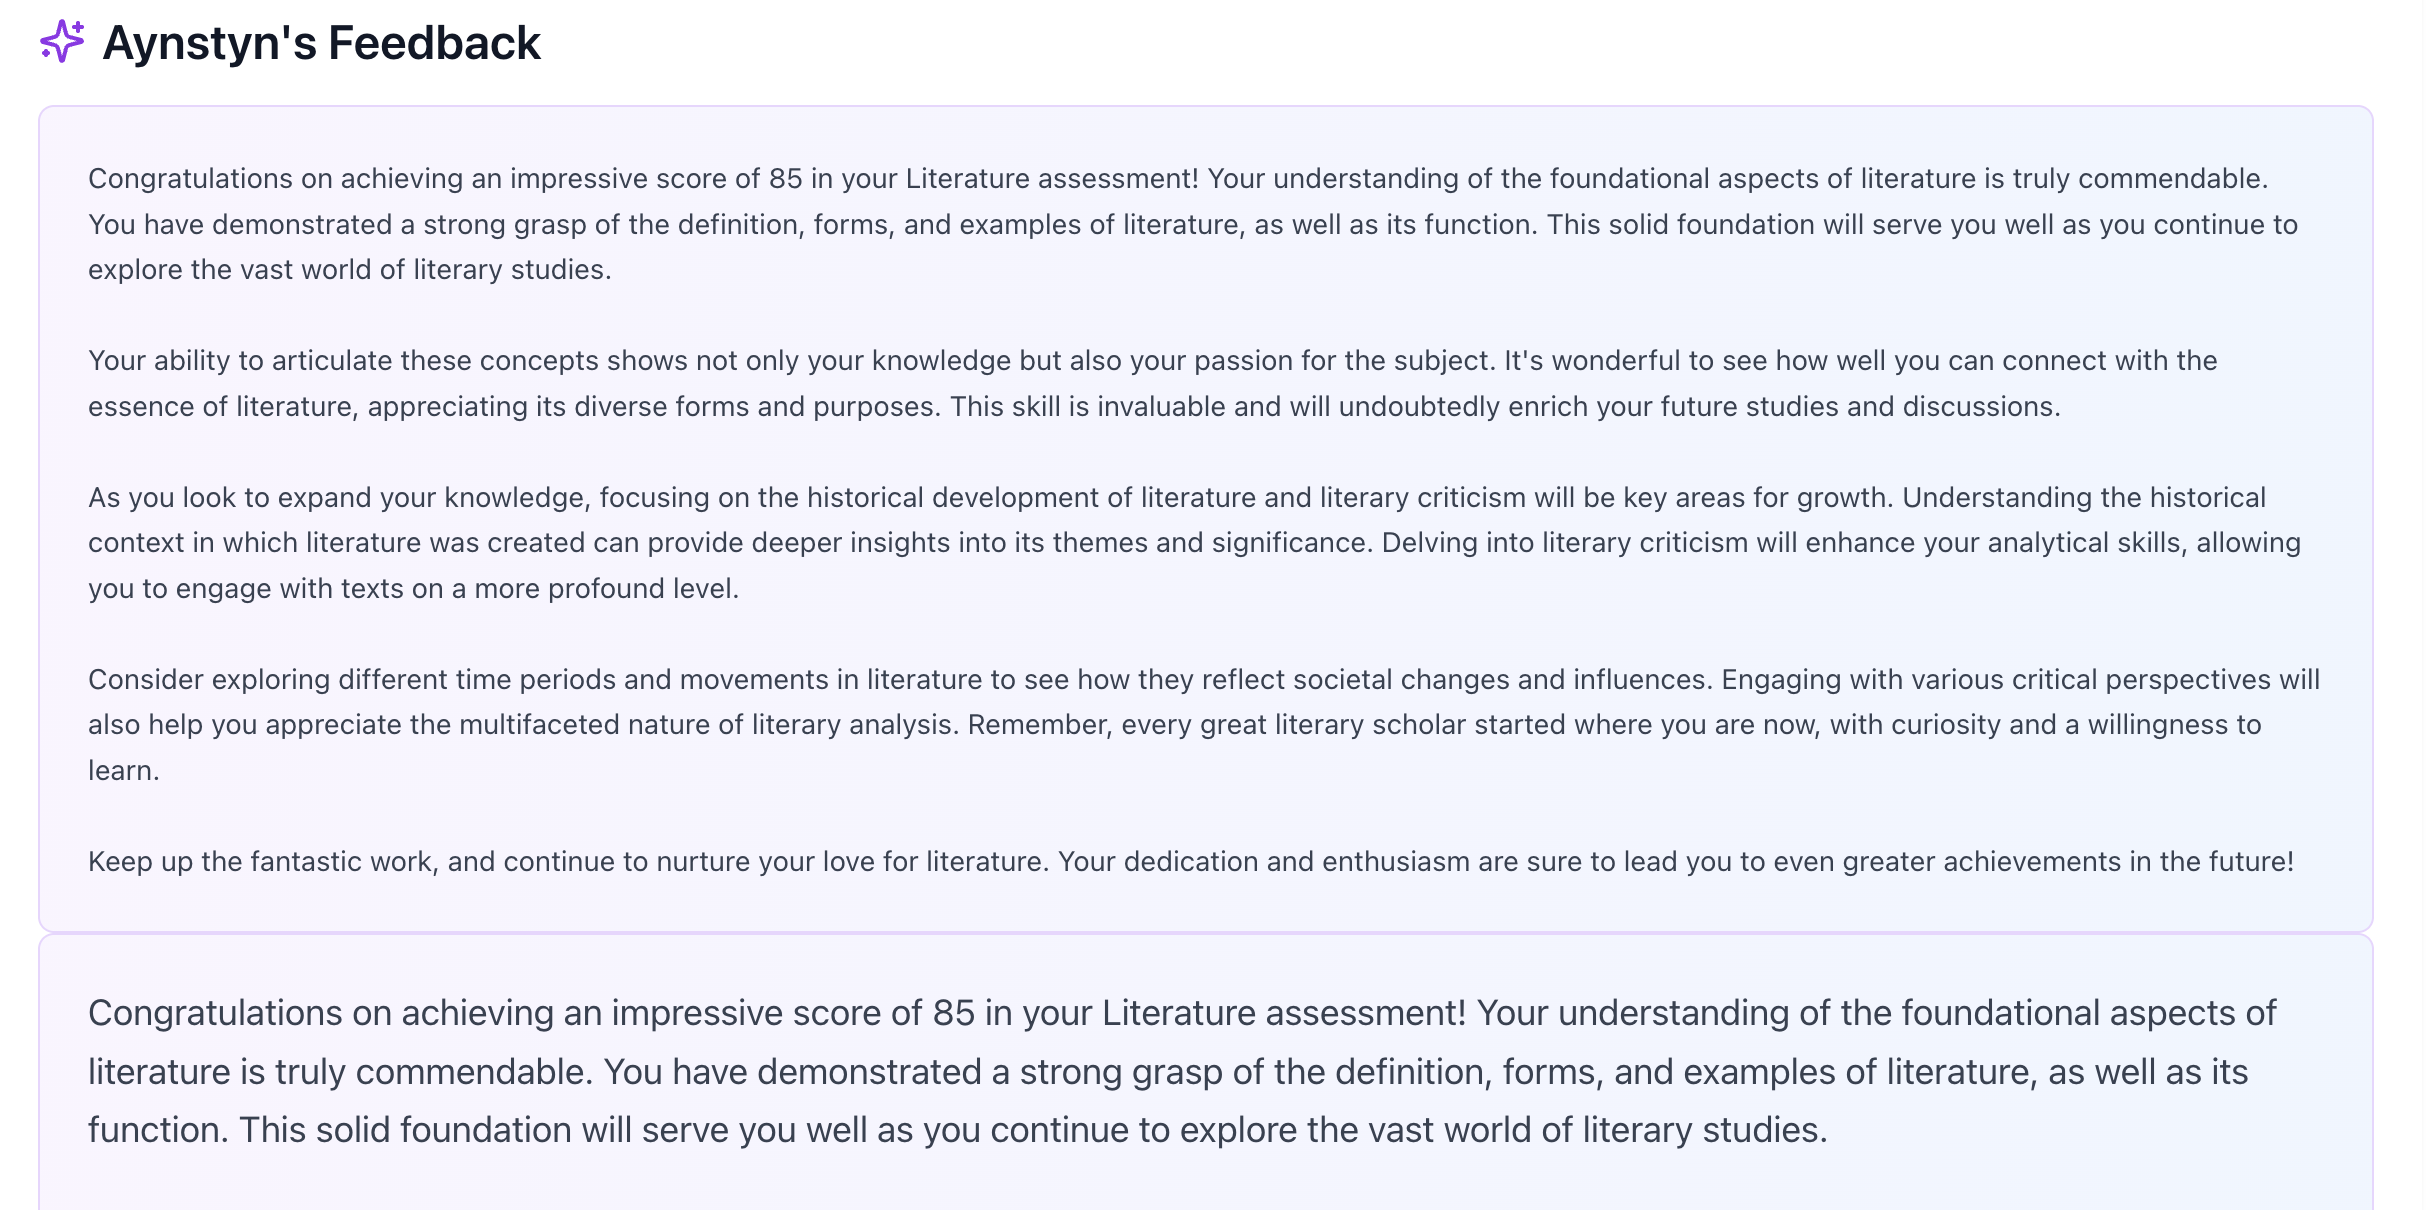 Aynstyn's Feedback
Congratulations on achieving an impressive score of 85 in your Literature assessment! Your understanding of the foundational aspects of literature is truly commendable.
You have demonstrated a strong grasp of the definition, forms, and examples of literature, as well as its function. This solid foundation will serve you well as you continue to
explore the vast world of literary studies.
Your ability to articulate these concepts shows not only your knowledge but also your passion for the subject. It's wonderful to see how well you can connect with the
essence of literature, appreciating its diverse forms and purposes. This skill is invaluable and will undoubtedly enrich your future studies and discussions.
As you look to expand your knowledge, focusing on the historical development of literature and literary criticism will be key areas for growth. Understanding the historical
context in which literature was created can provide deeper insights into its themes and significance. Delving into literary criticism will enhance your analytical skills, allowing
you to engage with texts on a more profound level.
Consider exploring different time periods and movements in literature to see how they reflect societal changes and influences. Engaging with various critical perspectives will
also help you appreciate the multifaceted nature of literary analysis. Remember, every great literary scholar started where you are now, with curiosity and a willingness to
learn.
Keep up the fantastic work, and continue to nurture your love for literature. Your dedication and enthusiasm are sure to lead you to even greater achievements in the future!
Congratulations on achieving an impressive score of 85 in your Literature assessment! Your understanding of the foundational aspects of
literature is truly commendable. You have demonstrated a strong grasp of the definition, forms, and examples of literature, as well as its
function. This solid foundation will serve you well as you continue to explore the vast world of literary studies.